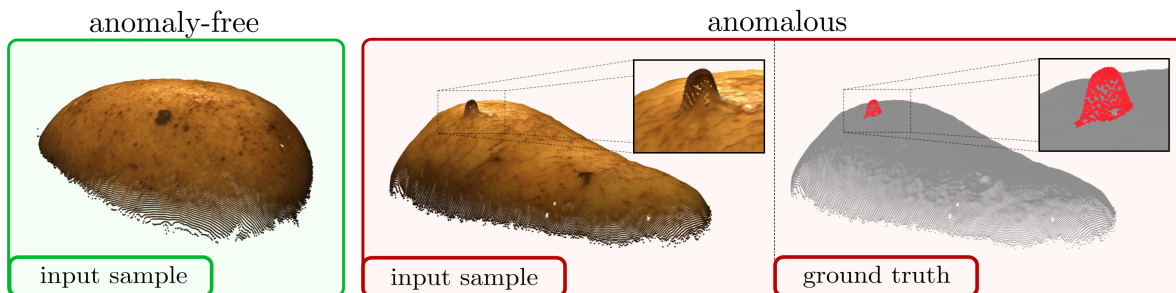 anomaly-free
anomalous
input sample
input sample
ground truth